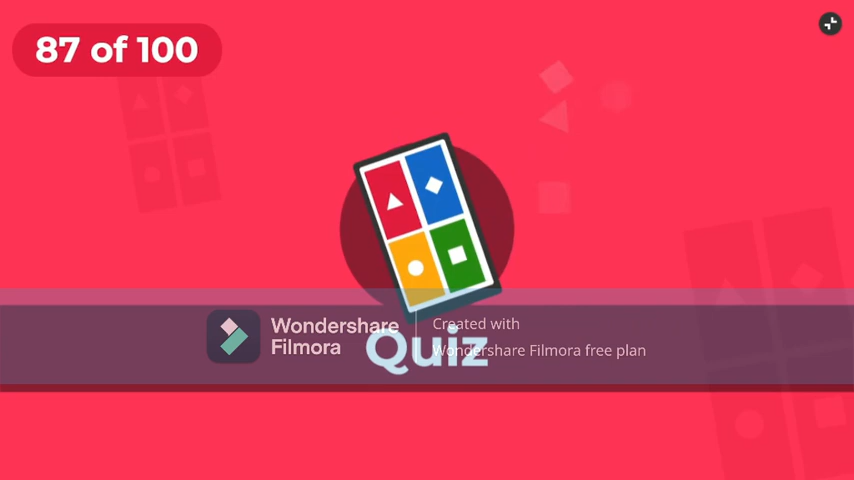 87 of 100
Wondershare
Filmora
Created with
Wondershare Filmora free plan
Quiz